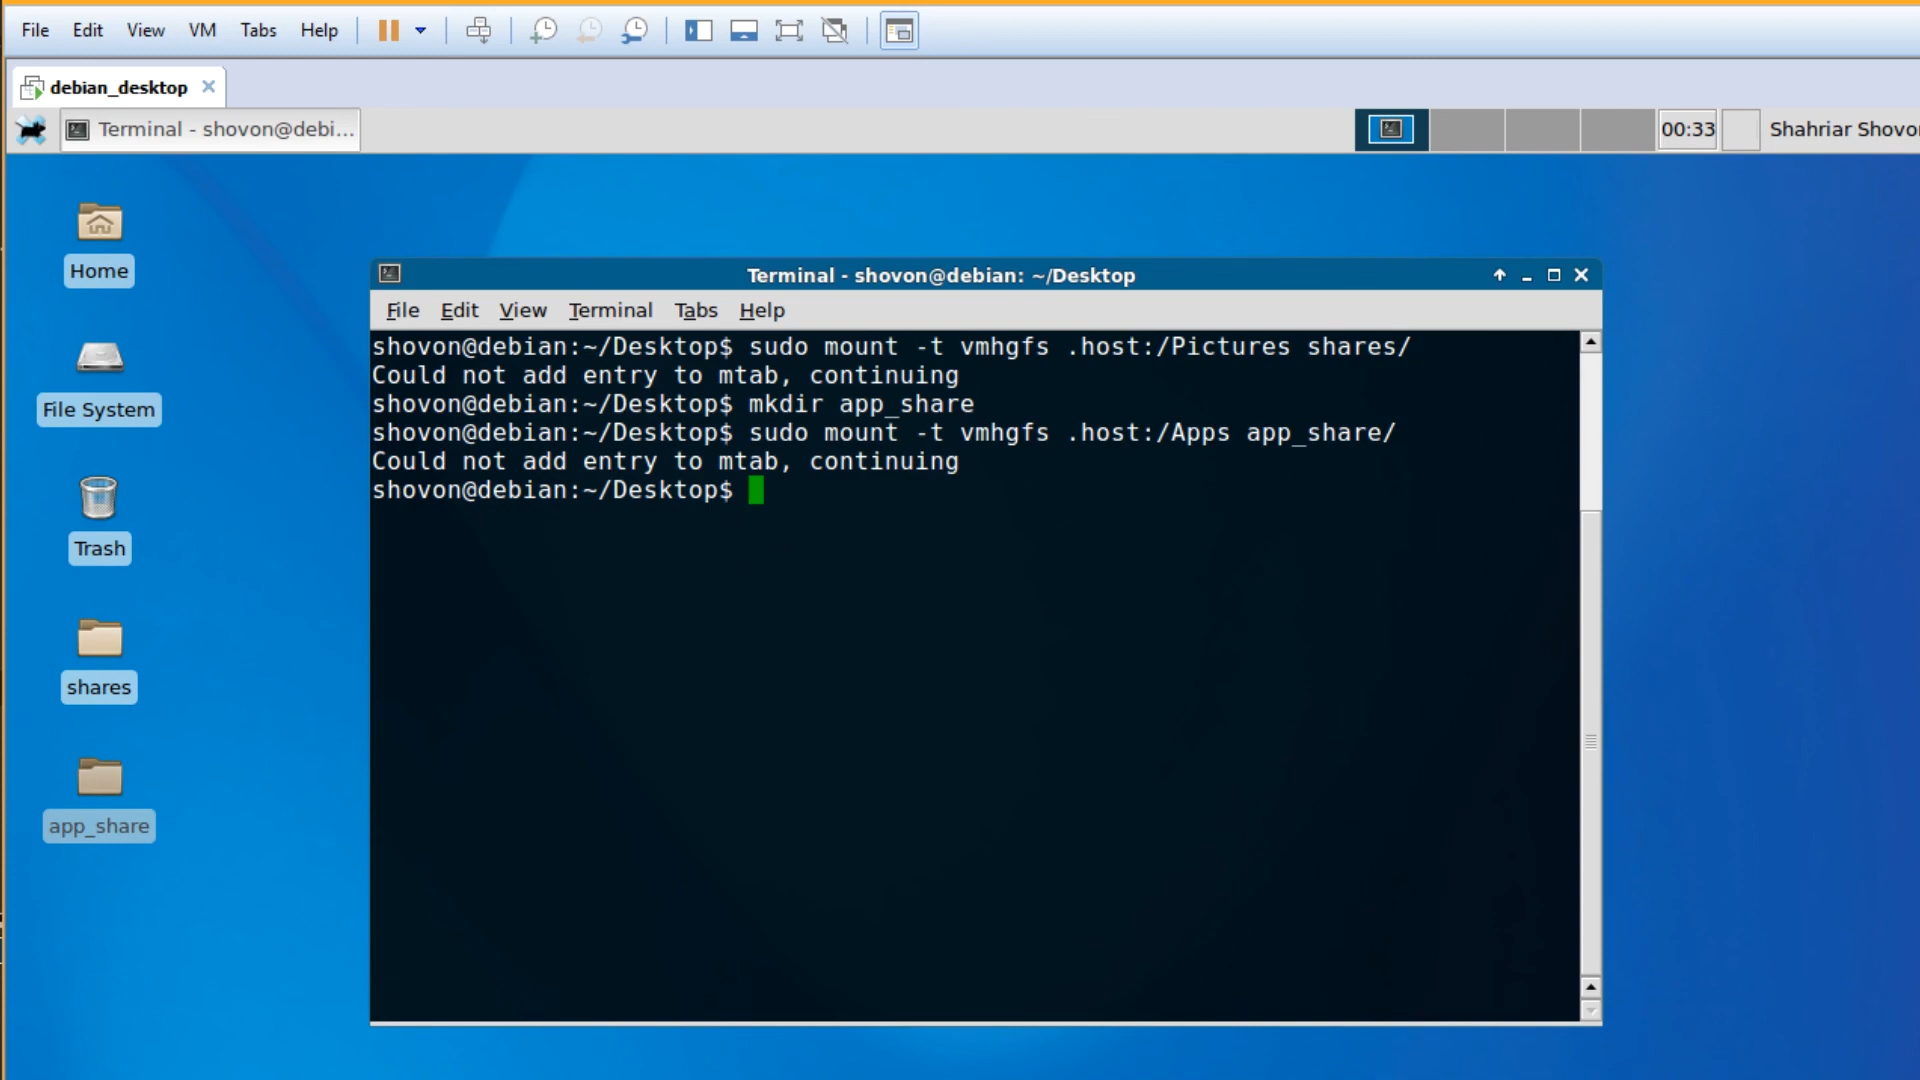 File Edit View VM Tabs Help
debian_desktop
Terminal - shovon@debi...
00:33
Shahriar Shovo
Home
File System
Trash
shares
app_share
Terminal - shovon@debian: ~/Desktop
File Edit View Terminal Tabs Help
shovon@debian:~/Desktop$ sudo mount -t vmhgfs .host:/Pictures shares/
Could not add entry to mtab, continuing
shovon@debian:~/Desktop$ mkdir app_share
shovon@debian:~/Desktop$ sudo mount -t vmhgfs .host:/Apps app_share/
Could not add entry to mtab, continuing
shovon@debian:~/Desktop$